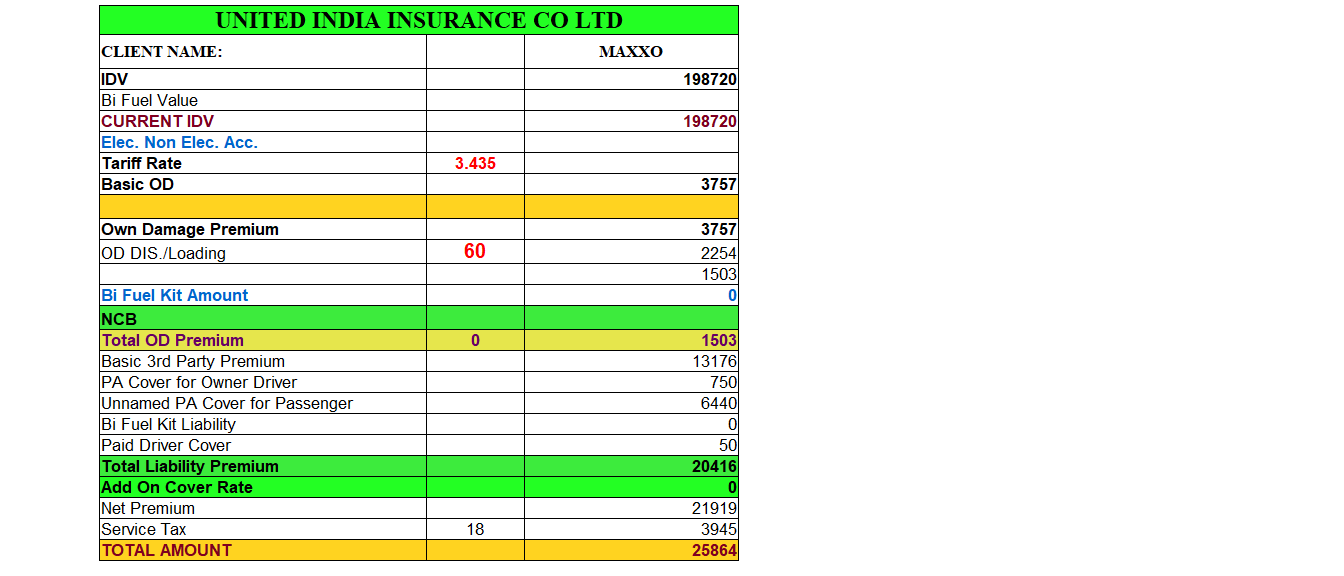 UNITED INDIA INSURANCE CO LTD
CLIENT NAME: MAXXO
IDV 198720
Bi Fuel Value
CURRENT IDV 198720
Elec. Non Elec. Acc.
Tariff Rate 3.435
Basic OD 3757
Own Damage Premium 3757
OD DIS./Loading 60 2254
1503
Bi Fuel Kit Amount 0
NCB
Total OD Premium 0 1503
Basic 3rd Party Premium 13176
PA Cover for Owner Driver 750
Unnamed PA Cover for Passenger 6440
Bi Fuel Kit Liability 0
Paid Driver Cover 50
Total Liability Premium 20416
Add On Cover Rate 0
Net Premium 21919
Service Tax 18 3945
TOTAL AMOUNT 25864